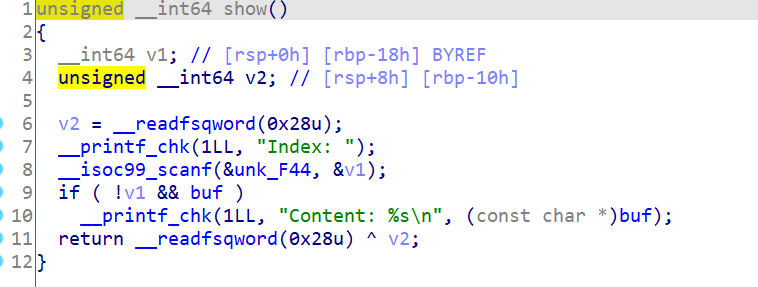 1 unsigned __int64 show()
2 {
3 __int64 v1; // [rsp+0h] [rbp-18h] BYREF
4 unsigned __int64 v2; // [rsp+8h] [rbp-10h]
5
6 v2 = __readfsqword(0x28u);
7 __printf_chk(1LL, "Index: ");
8 __isoc99_scanf(&unk_F44, &v1);
9 if ( !v1 && buf )
10 __printf_chk(1LL, "Content: %s\n", (const char *)buf);
11 return __readfsqword(0x28u) ^ v2;
12 }